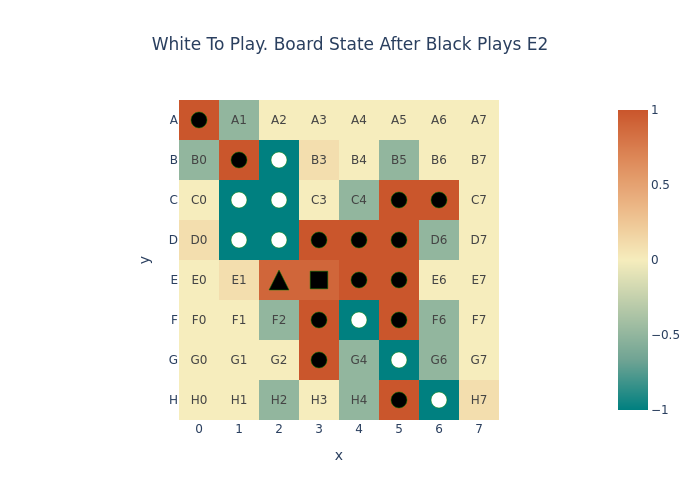 White To Play. Board State After Black Plays E2
A A1 A2 A3 A4 A5 A6 A7
B B0 B3 B4 B5 B6 B7
C C0 C3 C4 C7
D D0 D6 D7
E E0 E1 E6 E7
F F0 F1 F2 F6 F7
G G0 G1 G2 G4 G6 G7
H H0 H1 H2 H3 H4 H7
0 1 2 3 4 5 6 7
x
y
1
0.5
0
−0.5
−1